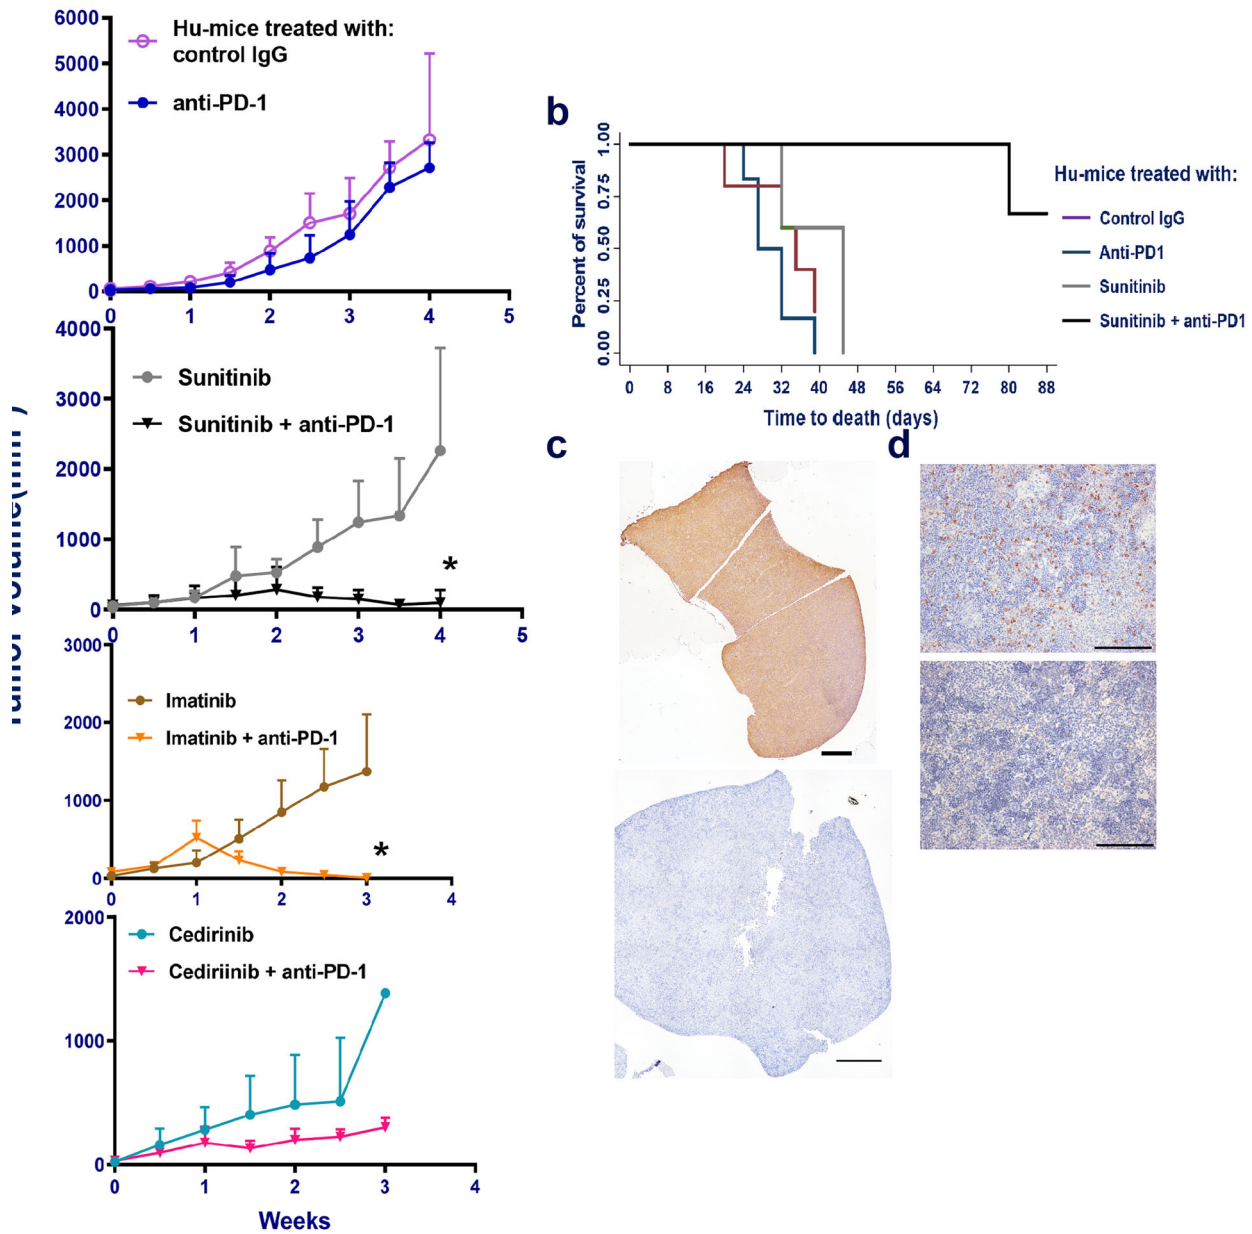 6000
5000
4000
3000
2000
1000
0
Hu-mice treated with:
control IgG
anti-PD-1
0 1 2 3 4 5
4000
3000
2000
1000
0
Sunitinib
Sunitinib + anti-PD-1
*
0 1 2 3 4 5
3000
2000
1000
0
Imatinib
Imatinib + anti-PD-1
*
0 1 2 3 4
2000
1000
0
Cedirinib
Cediriinib + anti-PD-1
0 1 2 3 4
Weeks
b
Percent of survival
1.00
0.75
0.50
0.25
0.00
0 8 16 24 32 40 48 56 64 72 80 88
Time to death (days)
Hu-mice treated with:
Control IgG
Anti-PD1
Sunitinib
Sunitinib + anti-PD1
c
d